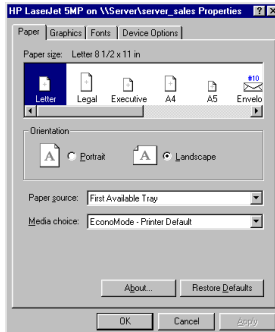 HP LaserJet 5MP on \\Server\server_sales Properties
Paper Graphics Fonts Device Options
Paper size: Letter 8 1/2 x 11 in
#10
Letter Legal Executive A4 A5 Envelo
Orientation
A Portrait A Landscape
Paper source: First Available Tray
Media choice: EconoMode - Printer Default
About... Restore Defaults
OK Cancel Apply